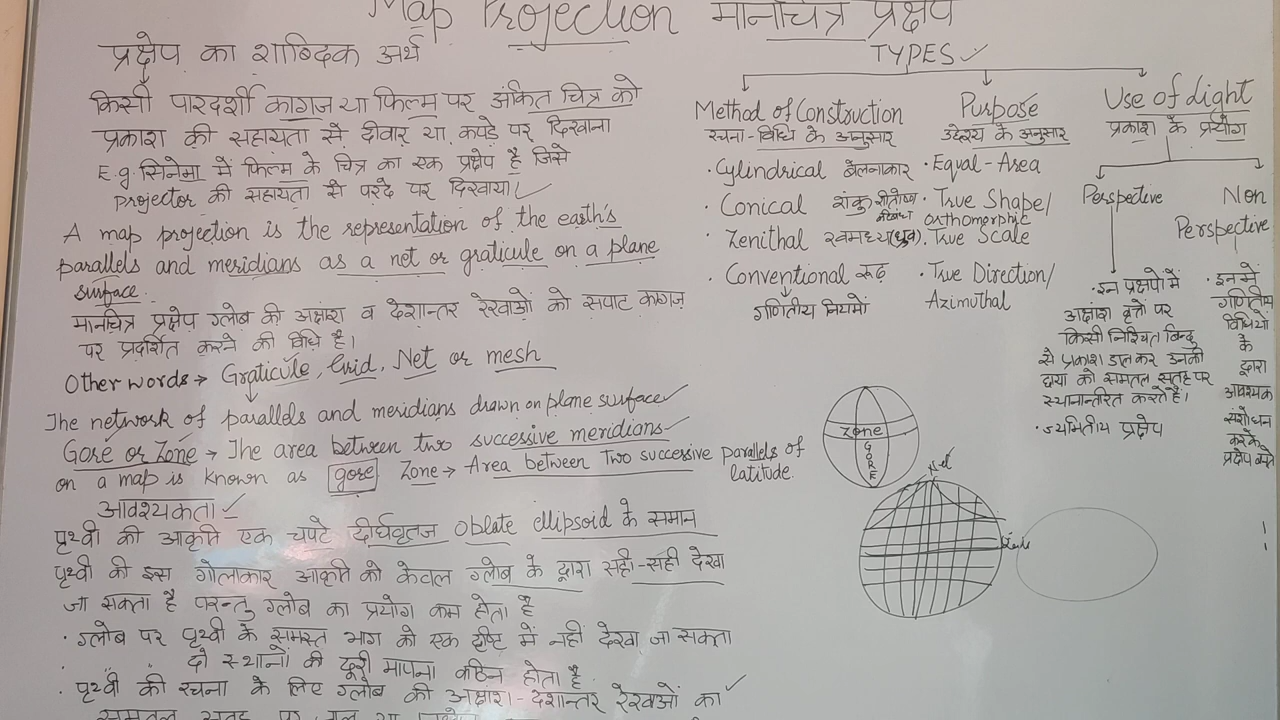 Map Projection मानचित्र प्रक्षेप
प्रक्षेप का शाब्दिक अर्थ
किसी पारदर्शी कागज या फिल्म पर अंकित चित्र को
प्रकाश की सहायता से दीवार या कपड़े पर दिखाना
E.g. सिनेमा में फिल्म के चित्र का एक प्रक्षेप है जिसे
projector की सहायता से परदे पर दिखाया।
A map projection is the representation of the earth's
parallels and meridians as a net or graticule on a plane
surface.
मानचित्र प्रक्षेप ग्लोब की अक्षांश व देशान्तर रेखाओं को सपाट कागज
पर प्रदर्शित करने की विधि है।
Other words → Graticule, Grid, Net or mesh
The network of parallels and meridians drawn on plane surface
Gore or Zone → The area between two successive meridians
on a map is known as gore Zone → Area between two successive parallels of
latitude.
आवश्यकता
पृथ्वी की आकृति एक चपटे दीर्घवृतज Oblate ellipsoid के समान
पृथ्वी की इस गोलाकार आकृति को केवल ग्लोब के द्वारा सही-सही देखा
जा सकता है परन्तु ग्लोब का प्रयोग कम होता है
· ग्लोब पर पृथ्वी के समस्त भाग को एक दृष्टि में नहीं देखा जा सकता
· दो स्थानों की दूरी मापना कठिन होता है
· पृथ्वी की रचना के लिए ग्लोब की अक्षांश-देशान्तर रेखाओं का
समतल सतह पर
TYPES
Method of Construction
रचना-विधि के अनुसार
· Cylindrical बेलनाकार
· Conical शंकु
· Zenithal खमध्य (ध्रुव)
· Conventional रूढ़
गणितीय नियमों
Purpose
उद्देश्य के अनुसार
· Equal-Area
· True Shape/
Orthomorphic
· True Scale
· True Direction/
Azimuthal
Use of Light
प्रकाश के प्रयोग
Perspective
· इन प्रक्षेपों में
अक्षांश वृत्तों पर
किसी निश्चित बिन्दु
से प्रकाश डालकर उनकी
छाया को समतल सतह पर
स्थानान्तरित करते है।
· ज्यमितीय प्रक्षेप
Non
Perspective
· इनमें
गणितीय
विधियों
के
द्वारा
आवश्यक
संशोधन
करके
प्रक्षेप बनते
Zone
GORE